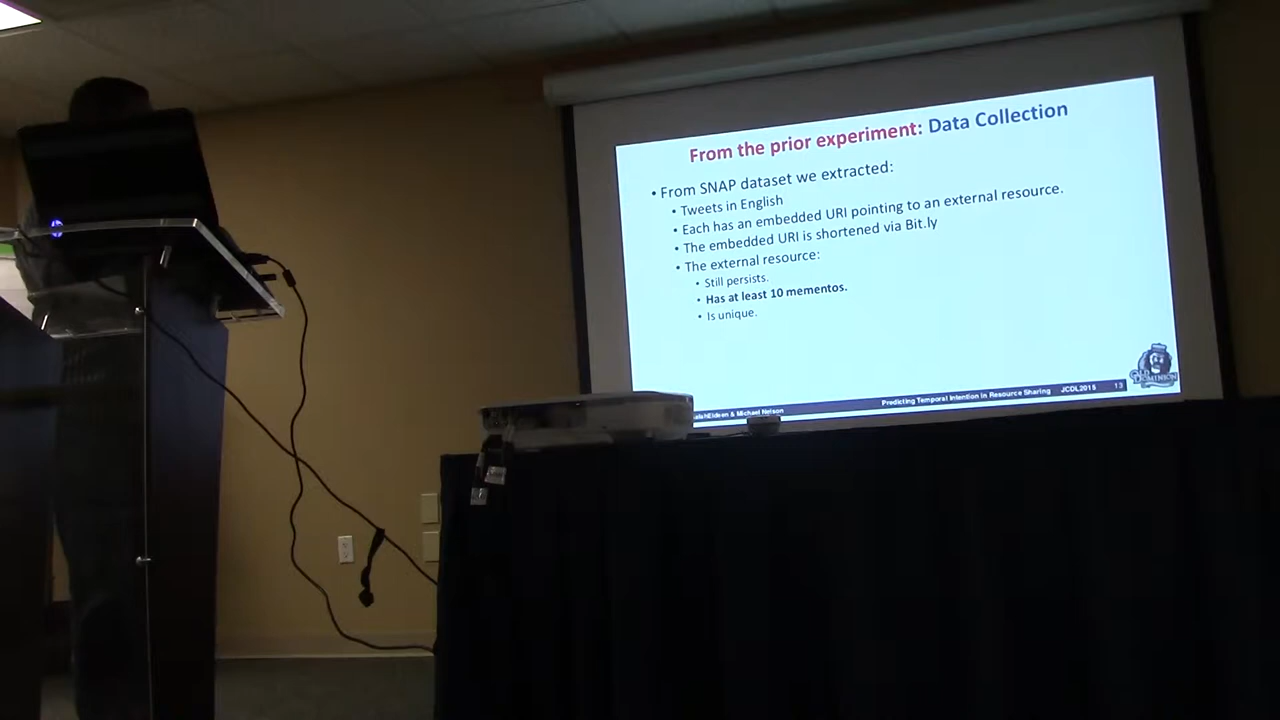 From the prior experiment: Data Collection
• From SNAP dataset we extracted:
• Tweets in English
• Each has an embedded URI pointing to an external resource.
• The embedded URI is shortened via Bit.ly
• The external resource:
• Still persists.
• Has at least 10 mementos.
• Is unique.
OLD DOMINION
& Michael Nelson
Predicting Temporal Intention in Resource Sharing JCDL2015 13